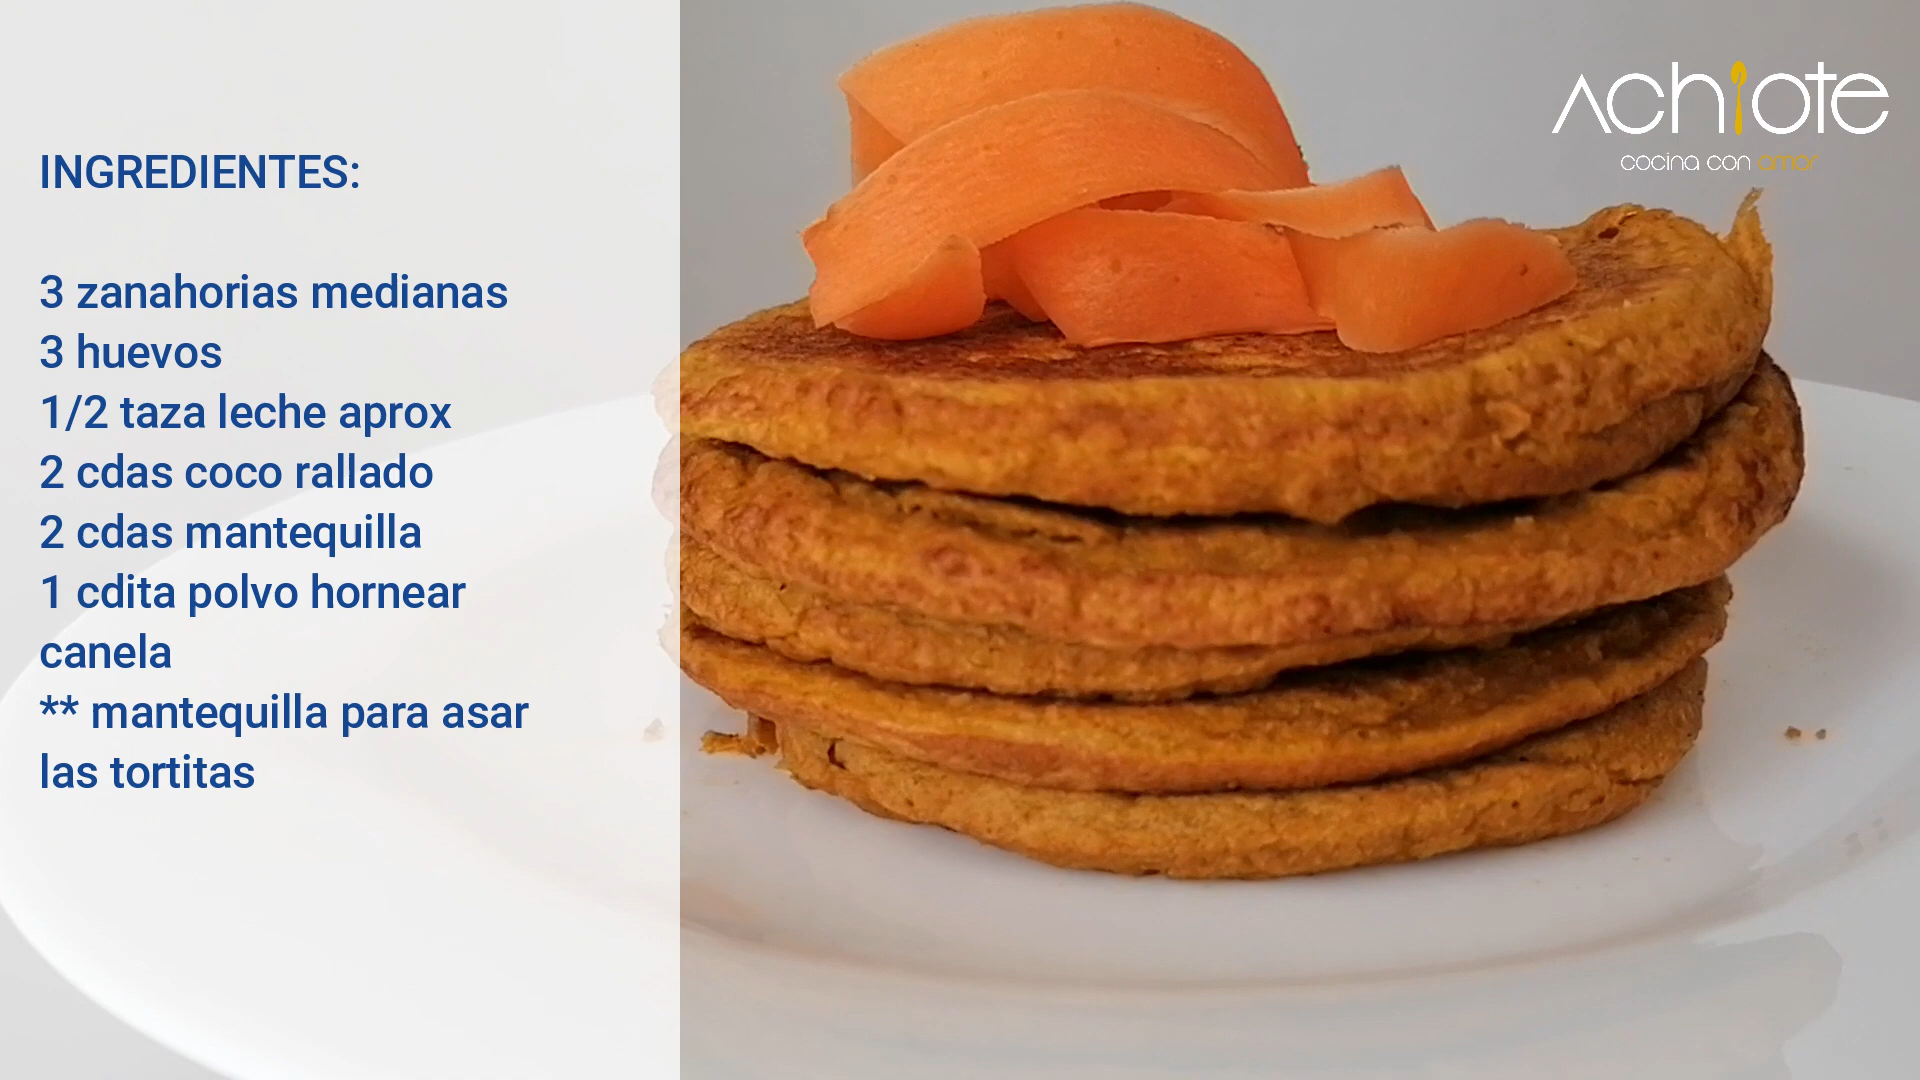 INGREDIENTES:
3 zanahorias medianas
3 huevos
1/2 taza leche aprox
2 cdas coco rallado
2 cdas mantequilla
1 cdita polvo hornear
canela
** mantequilla para asar
las tortitas
Achiote
cocina con amor